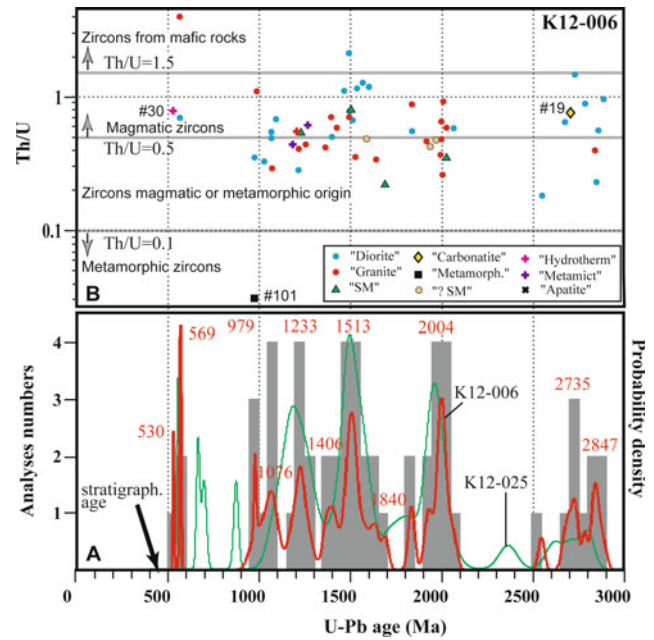 K12-006
Zircons from mafic rocks
Th/U=1.5
#30
#19
1
Magmatic zircons
Th/U=0.5
Th/U
Zircons magmatic or metamorphic origin
0.1
Th/U=0.1
Metamorphic zircons
#101
B
"Diorite" "Carbonatite" "Hydrotherm"
"Granite" "Metamorph." "Metamict"
"SM" "? SM" "Apatite"
569
979
1233
1513
2004
4
K12-006
2735
3
530
1406
2847
2
1076
1840
K12-025
stratigraph.
age
1
A
Analyses numbers
Probability density
0 500 1000 1500 2000 2500 3000
U-Pb age (Ma)